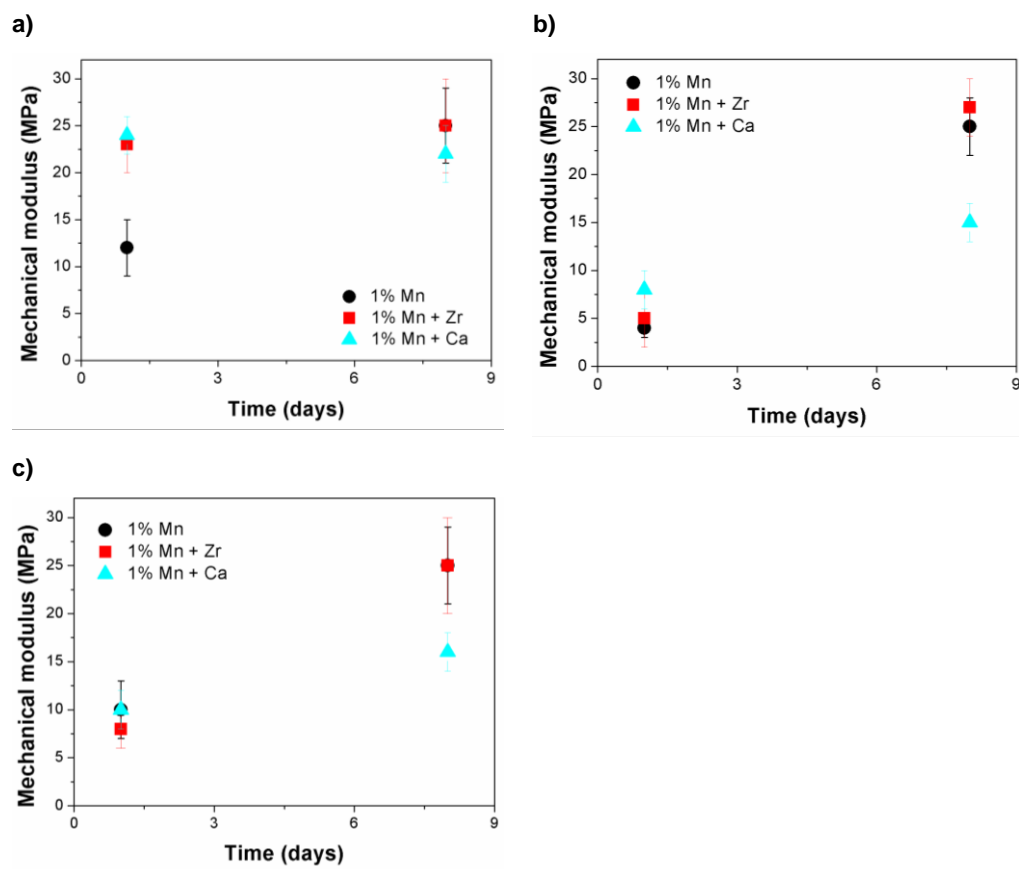 a)
Mechanical modulus (MPa)
30
25
20
15
10
5
0
1% Mn
1% Mn + Zr
1% Mn + Ca
0 3 6 9
Time (days)
b)
Mechanical modulus (MPa)
30
25
20
15
10
5
0
1% Mn
1% Mn + Zr
1% Mn + Ca
0 3 6 9
Time (days)
c)
Mechanical modulus (MPa)
30
25
20
15
10
5
0
1% Mn
1% Mn + Zr
1% Mn + Ca
0 3 6 9
Time (days)